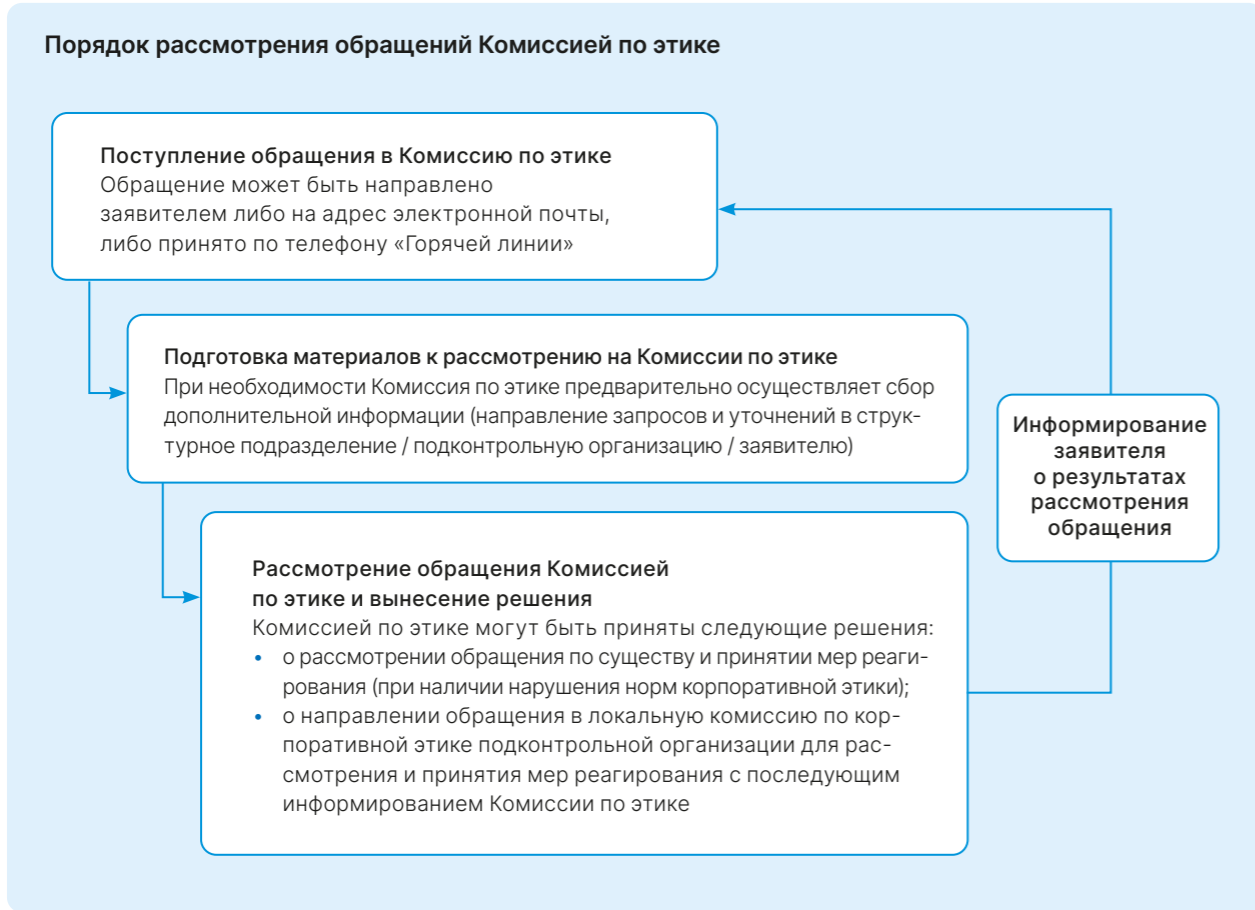 Порядок рассмотрения обращений Комиссией по этике
Поступление обращения в Комиссию по этике
Обращение может быть направлено
заявителем либо на адрес электронной почты,
либо принято по телефону «Горячей линии»
Подготовка материалов к рассмотрению на Комиссии по этике
При необходимости Комиссия по этике предварительно осуществляет сбор
дополнительной информации (направление запросов и уточнений в струк-
турное подразделение / подконтрольную организацию / заявителю)
Рассмотрение обращения Комиссией
по этике и вынесение решения
Комиссией по этике могут быть приняты следующие решения:
• о рассмотрении обращения по существу и принятии мер реаги-
рования (при наличии нарушения норм корпоративной этики);
• о направлении обращения в локальную комиссию по кор-
поративной этике подконтрольной организации для рас-
смотрения и принятия мер реагирования с последующим
информированием Комиссии по этике
Информирование
заявителя
о результатах
рассмотрения
обращения